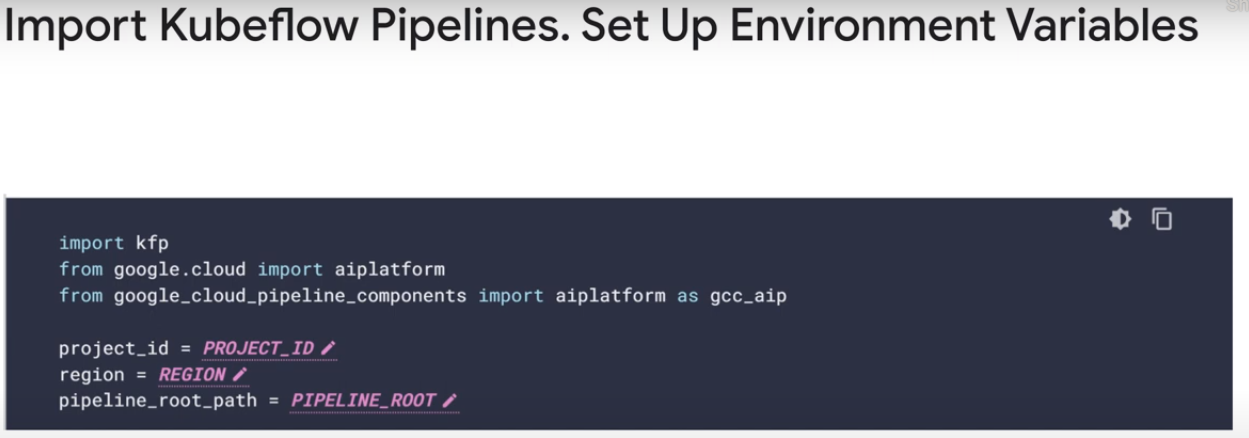 Import Kubeflow Pipelines. Set Up Environment Variables
import kfp
from google.cloud import aiplatform
from google_cloud_pipeline_components import aiplatform as gcc_aip
project_id = PROJECT_ID
region = REGION
pipeline_root_path = PIPELINE_ROOT